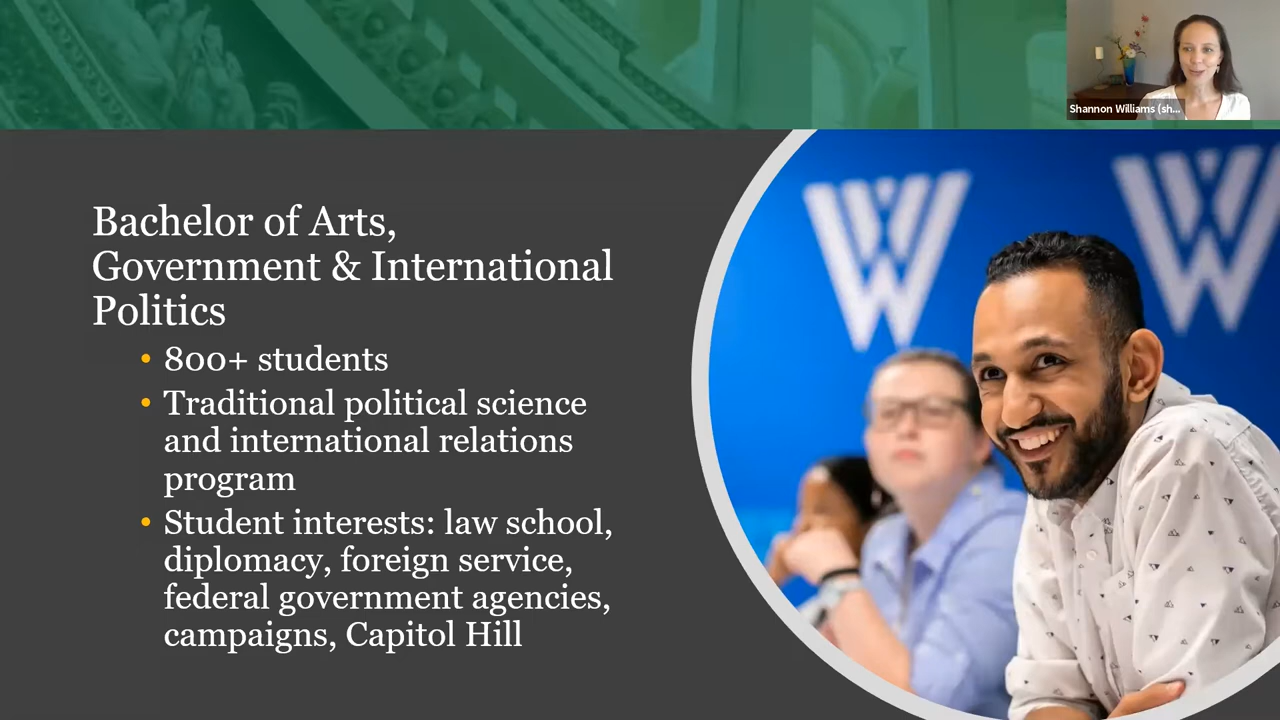 Shannon Williams (sh...
Bachelor of Arts,
Government & International
Politics
• 800+ students
• Traditional political science
and international relations
program
• Student interests: law school,
diplomacy, foreign service,
federal government agencies,
campaigns, Capitol Hill
W
W